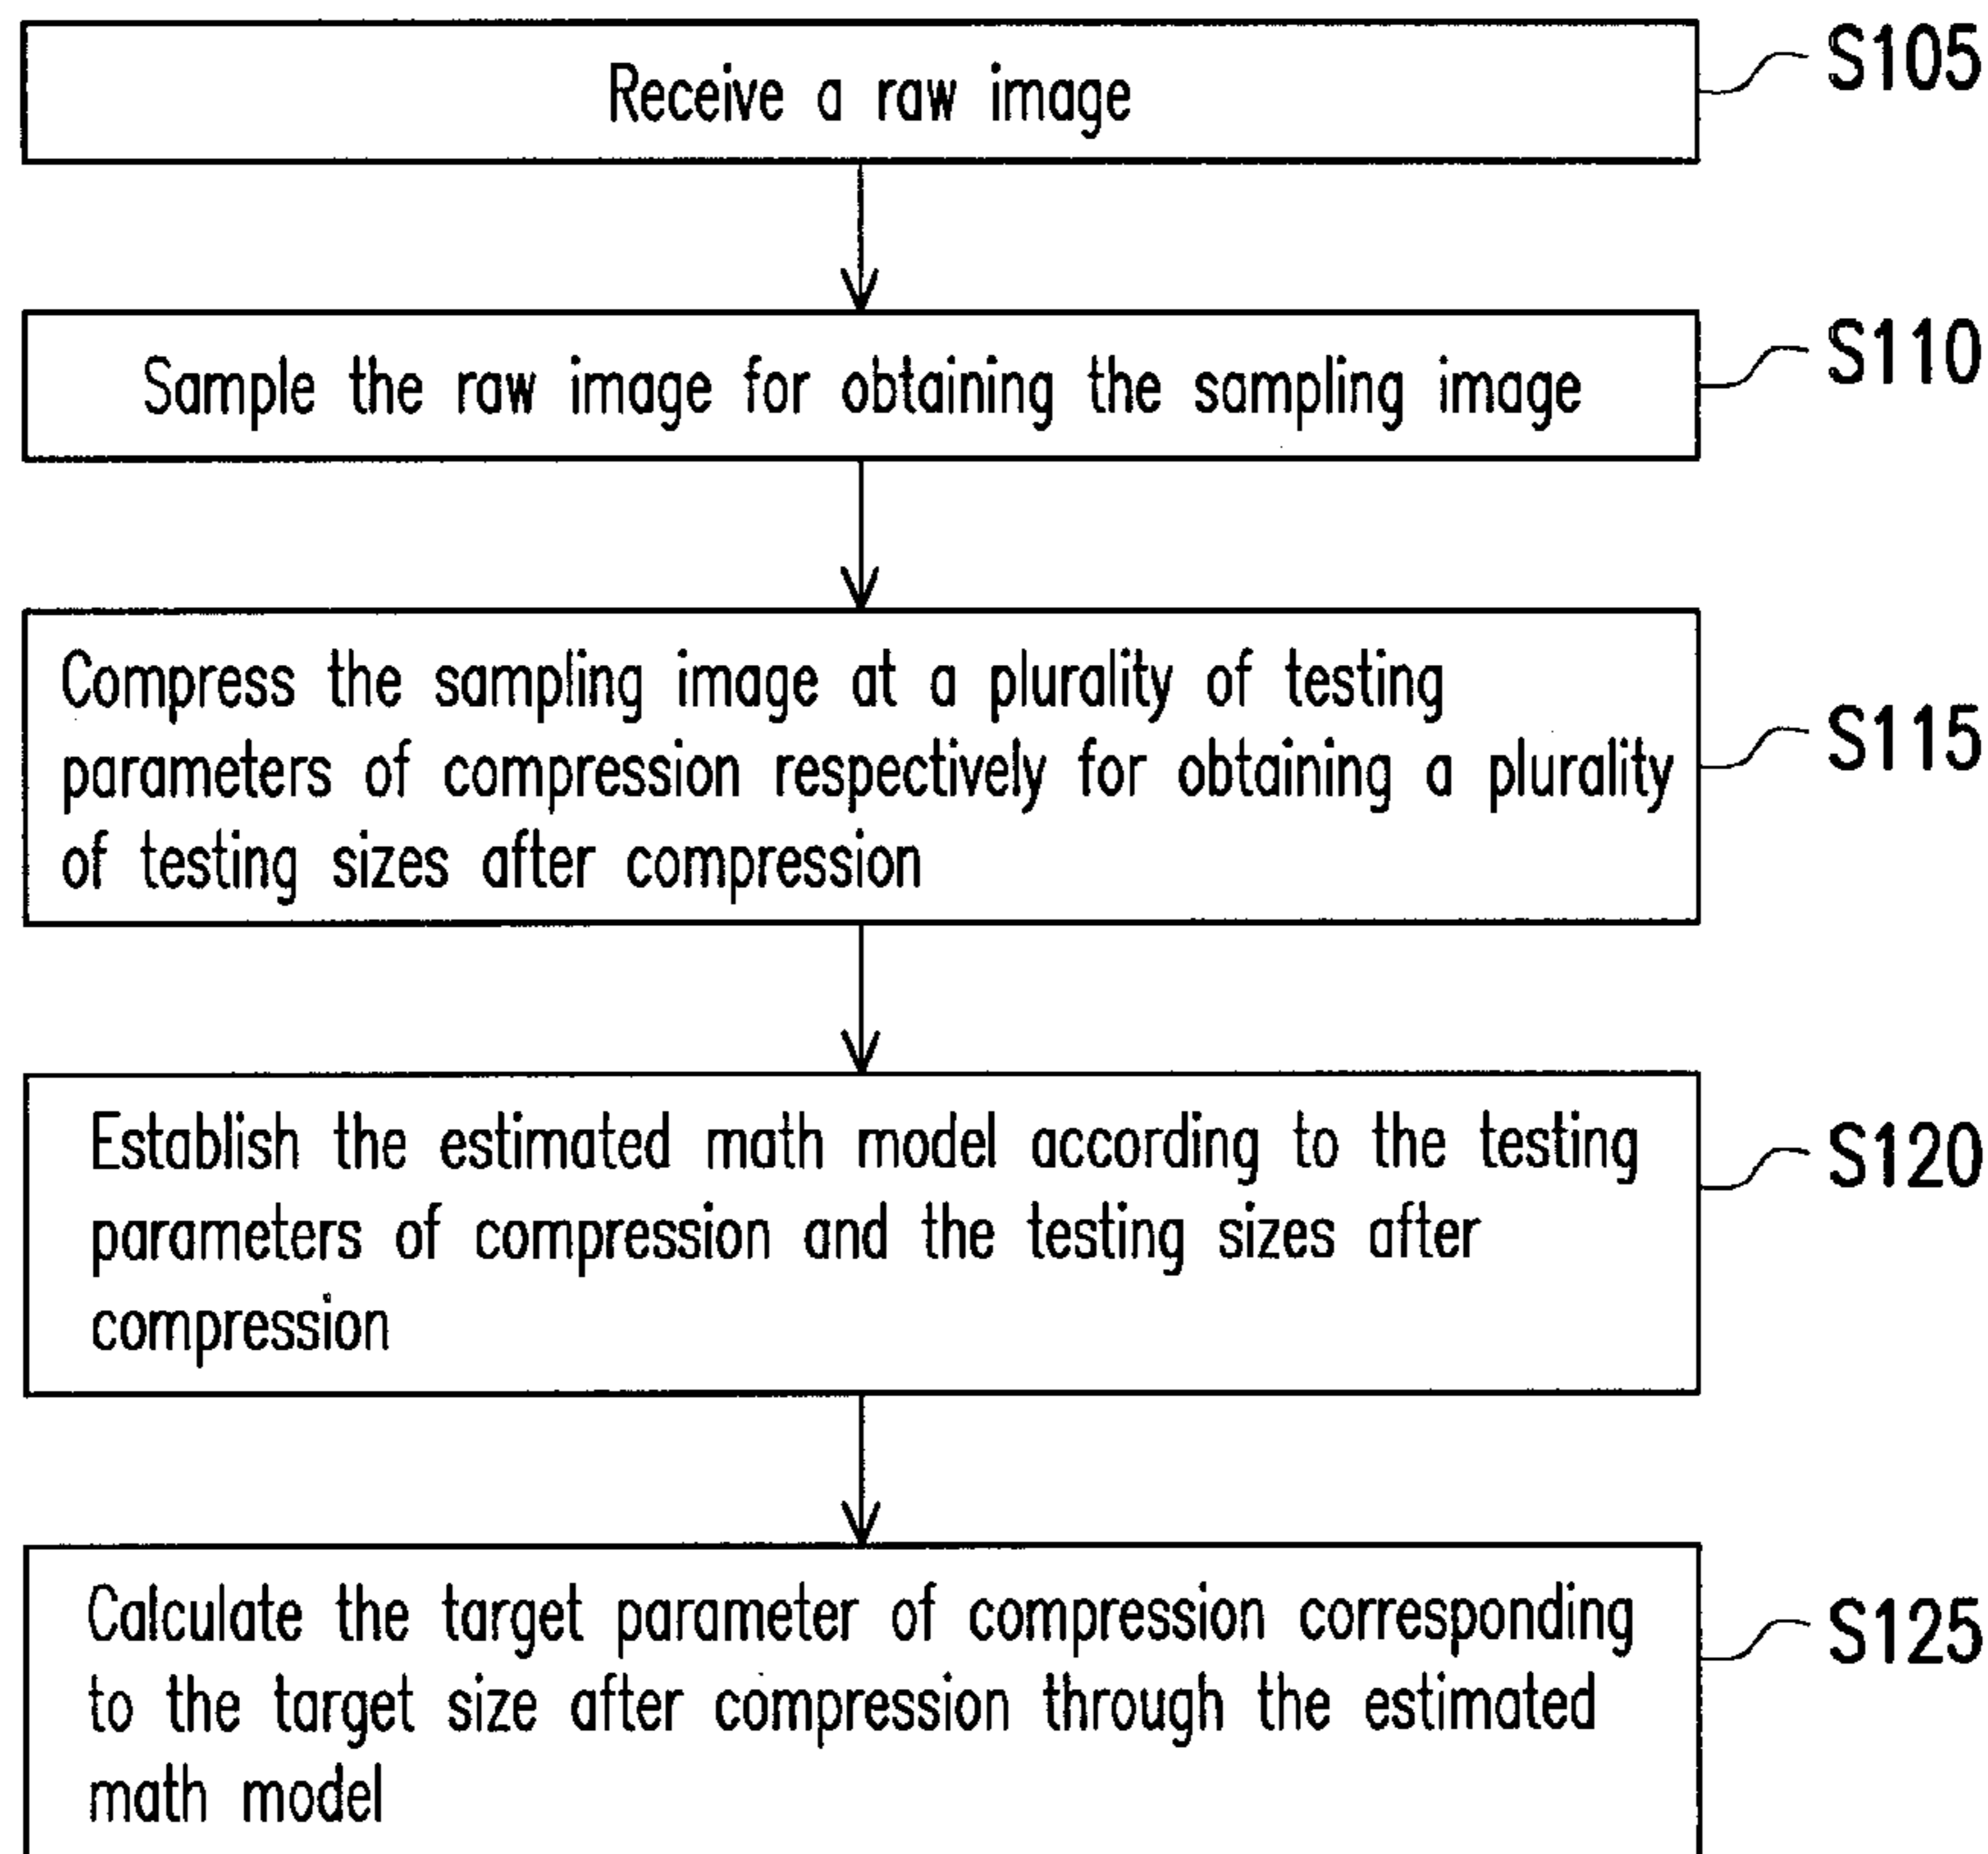 Receive a raw image
S105
Sample the raw image for obtaining the sampling image
S110
Compress the sampling image at a plurality of testing
parameters of compression respectively for obtaining a plurality
of testing sizes after compression
S115
Establish the estimated math model according to the testing
parameters of compression and the testing sizes after
compression
S120
Calculate the target parameter of compression corresponding
to the target size after compression through the estimated
math model
S125